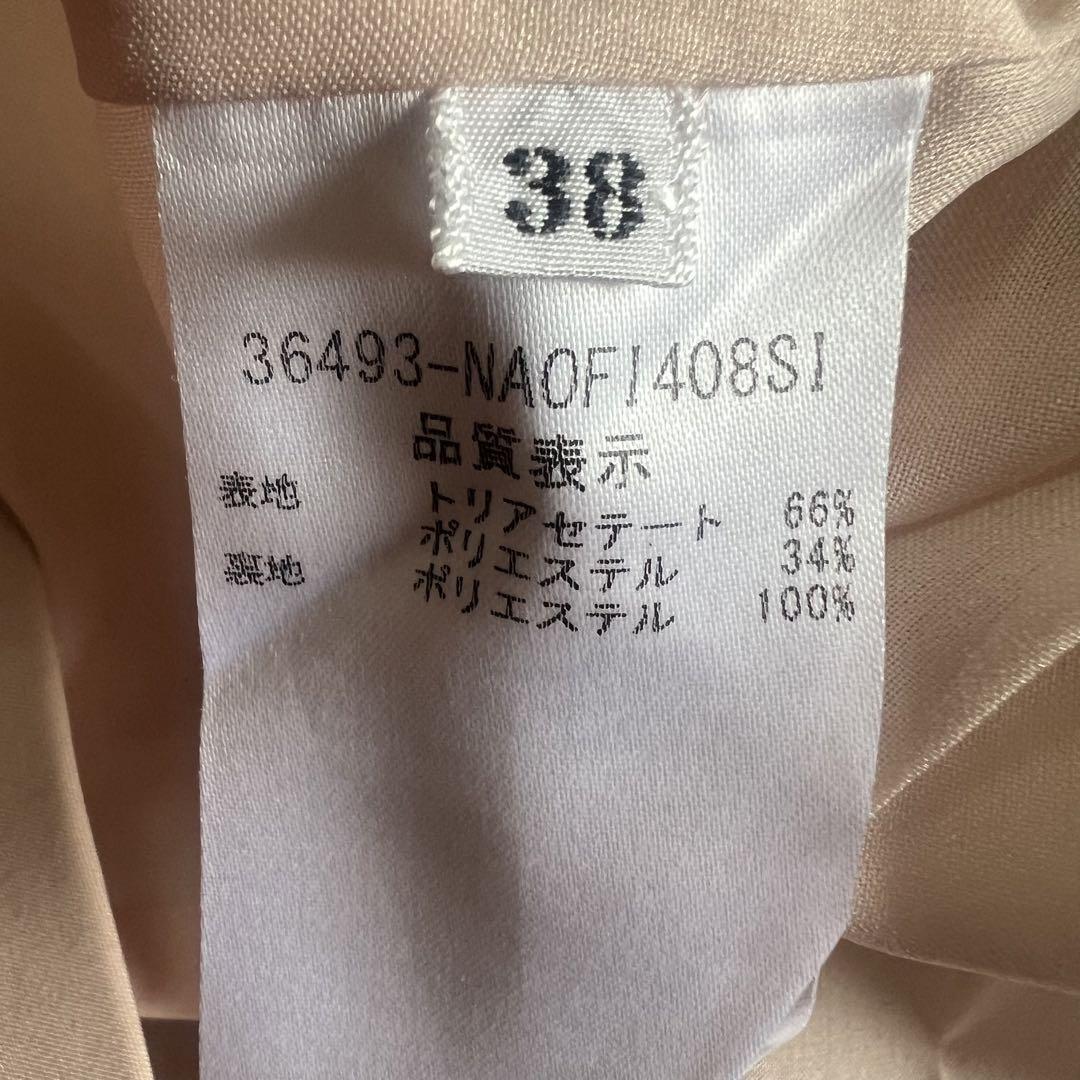 38
36493-NAOFI408SI
品質表示
表地 トリアセテート 66%
ポリエステル 34%
裏地 ポリエステル 100%